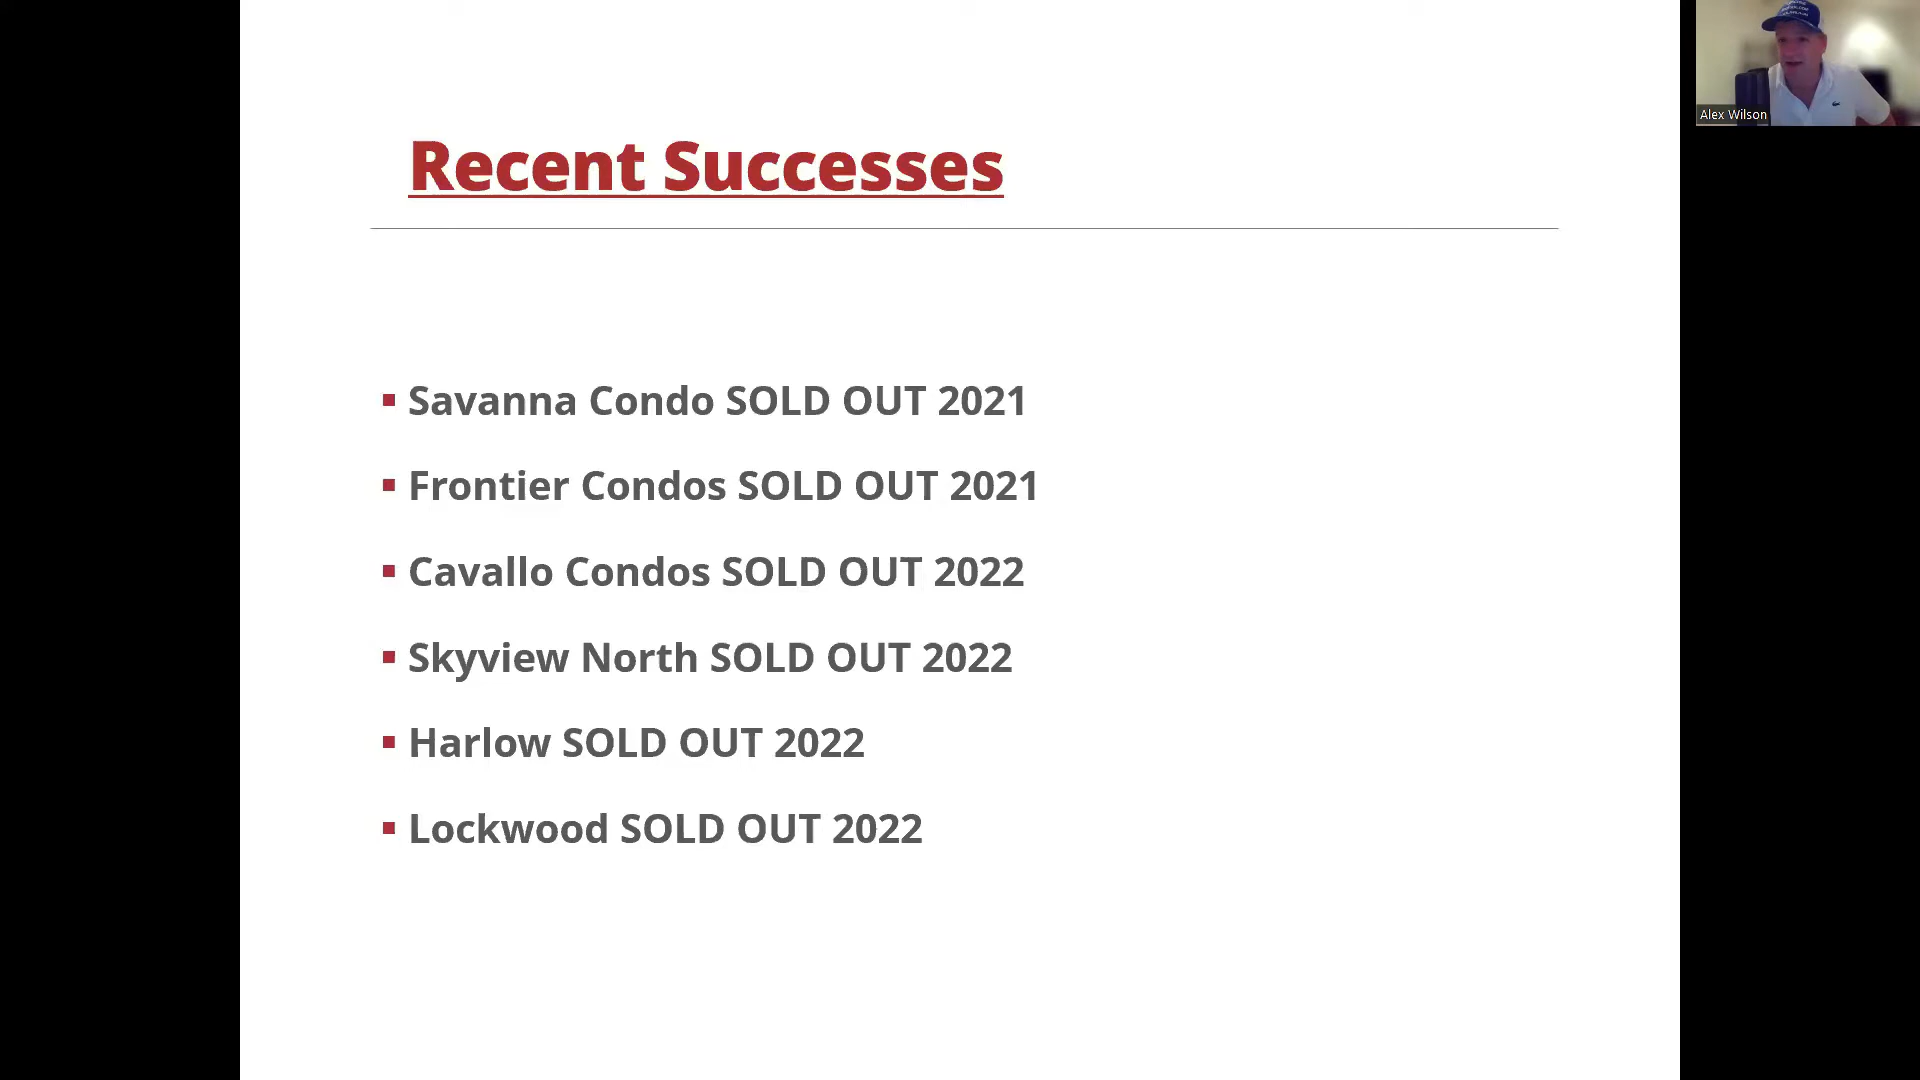 Recent Successes
Savanna Condo SOLD OUT 2021
Frontier Condos SOLD OUT 2021
Cavallo Condos SOLD OUT 2022
Skyview North SOLD OUT 2022
Harlow SOLD OUT 2022
Lockwood SOLD OUT 2022
Alex Wilson